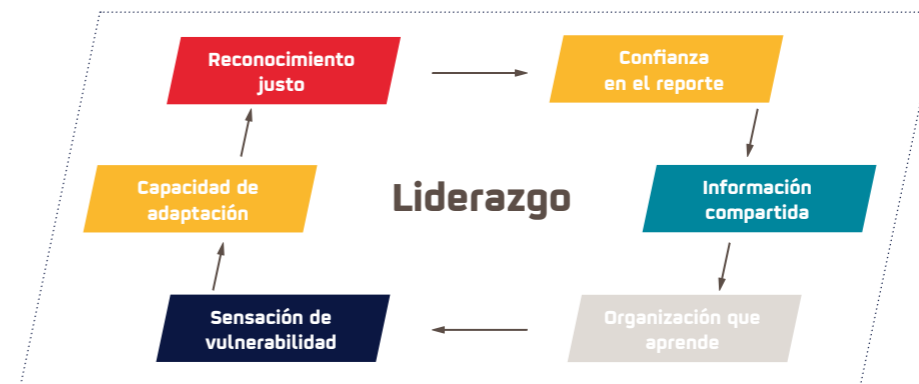 Reconocimiento
justo
Confianza
en el reporte
Capacidad de
adaptación
Liderazgo
Información
compartida
Sensación de
vulnerabilidad
Organización que
aprende